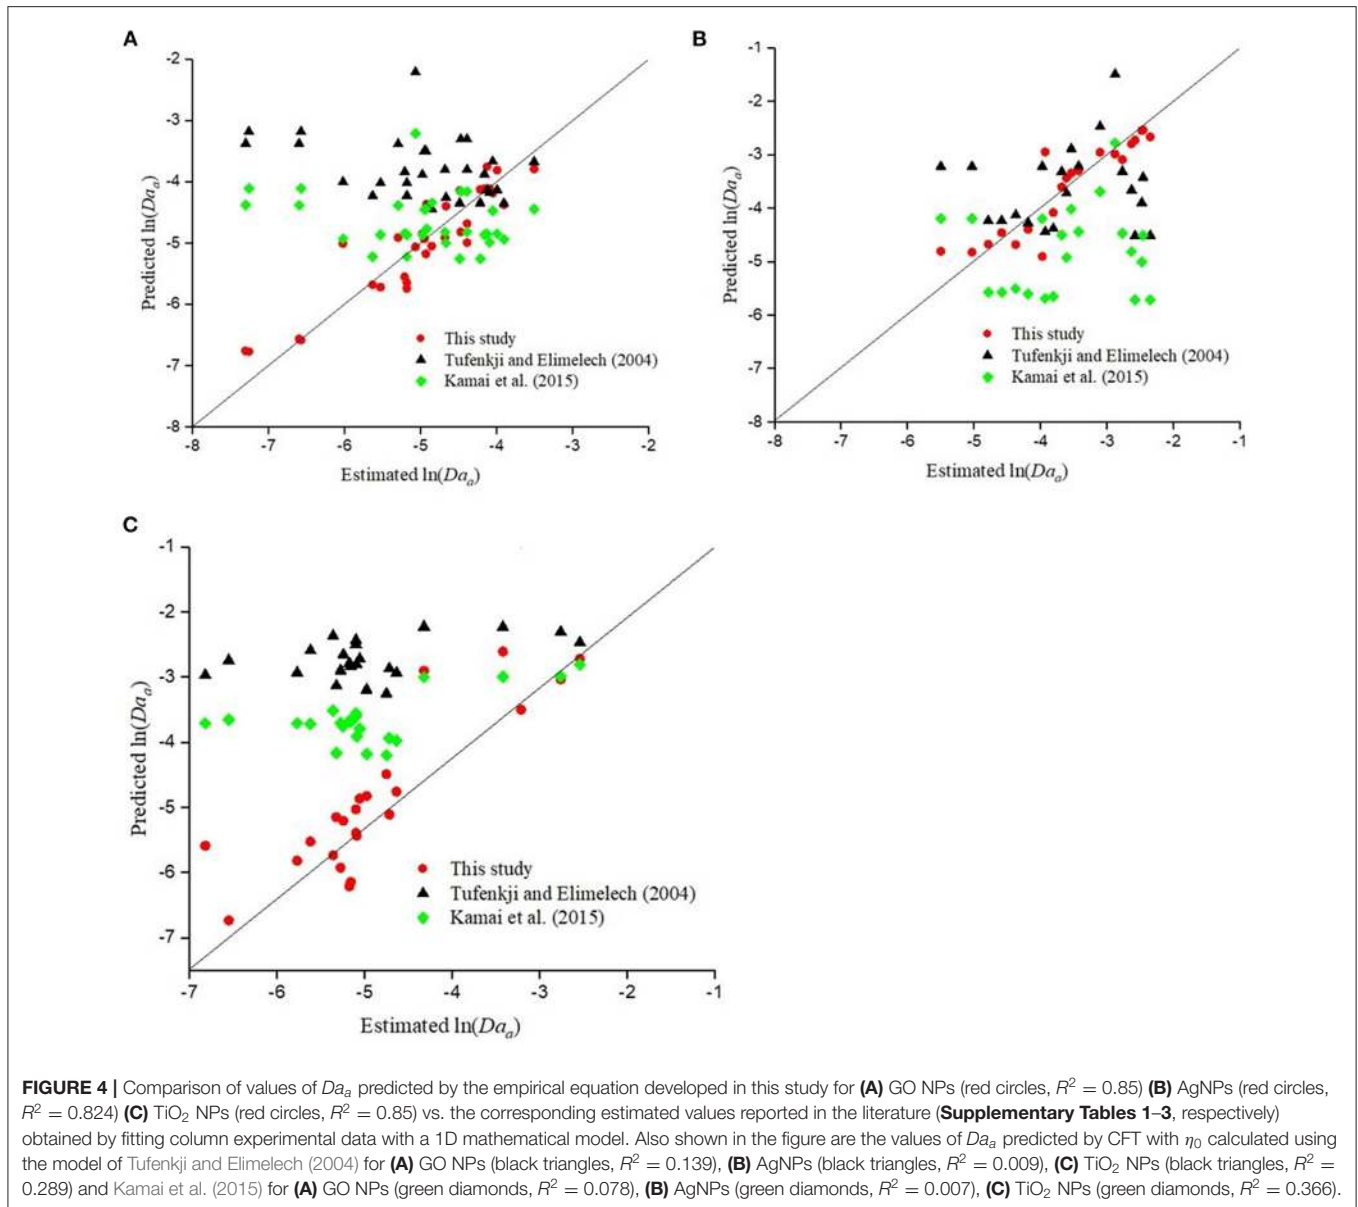 A
-2
-3
-4
-5
-6
-7
-8
Predicted ln(Daa)
-8 -7 -6 -5 -4 -3 -2
Estimated ln(Daa)
This study
Tufenkji and Elimelech (2004)
Kamai et al. (2015)
B
-1
-2
-3
-4
-5
-6
-7
-8
Predicted ln(Daa)
-8 -7 -6 -5 -4 -3 -2 -1
Estimated ln(Daa)
This study
Tufenkji and Elimelech (2004)
Kamai et al. (2015)
C
-1
-2
-3
-4
-5
-6
-7
Predicted ln(Daa)
-7 -6 -5 -4 -3 -2 -1
Estimated ln(Daa)
This study
Tufenkji and Elimelech (2004)
Kamai et al. (2015)
FIGURE 4 | Comparison of values of Daa predicted by the empirical equation developed in this study for (A) GO NPs (red circles, R² = 0.85) (B) AgNPs (red circles,
R² = 0.824) (C) TiO₂ NPs (red circles, R² = 0.85) vs. the corresponding estimated values reported in the literature (Supplementary Tables 1–3, respectively)
obtained by fitting column experimental data with a 1D mathematical model. Also shown in the figure are the values of Daa predicted by CFT with η₀ calculated using
the model of Tufenkji and Elimelech (2004) for (A) GO NPs (black triangles, R² = 0.139), (B) AgNPs (black triangles, R² = 0.009), (C) TiO₂ NPs (black triangles, R² =
0.289) and Kamai et al. (2015) for (A) GO NPs (green diamonds, R² = 0.078), (B) AgNPs (green diamonds, R² = 0.007), (C) TiO₂ NPs (green diamonds, R² = 0.366).